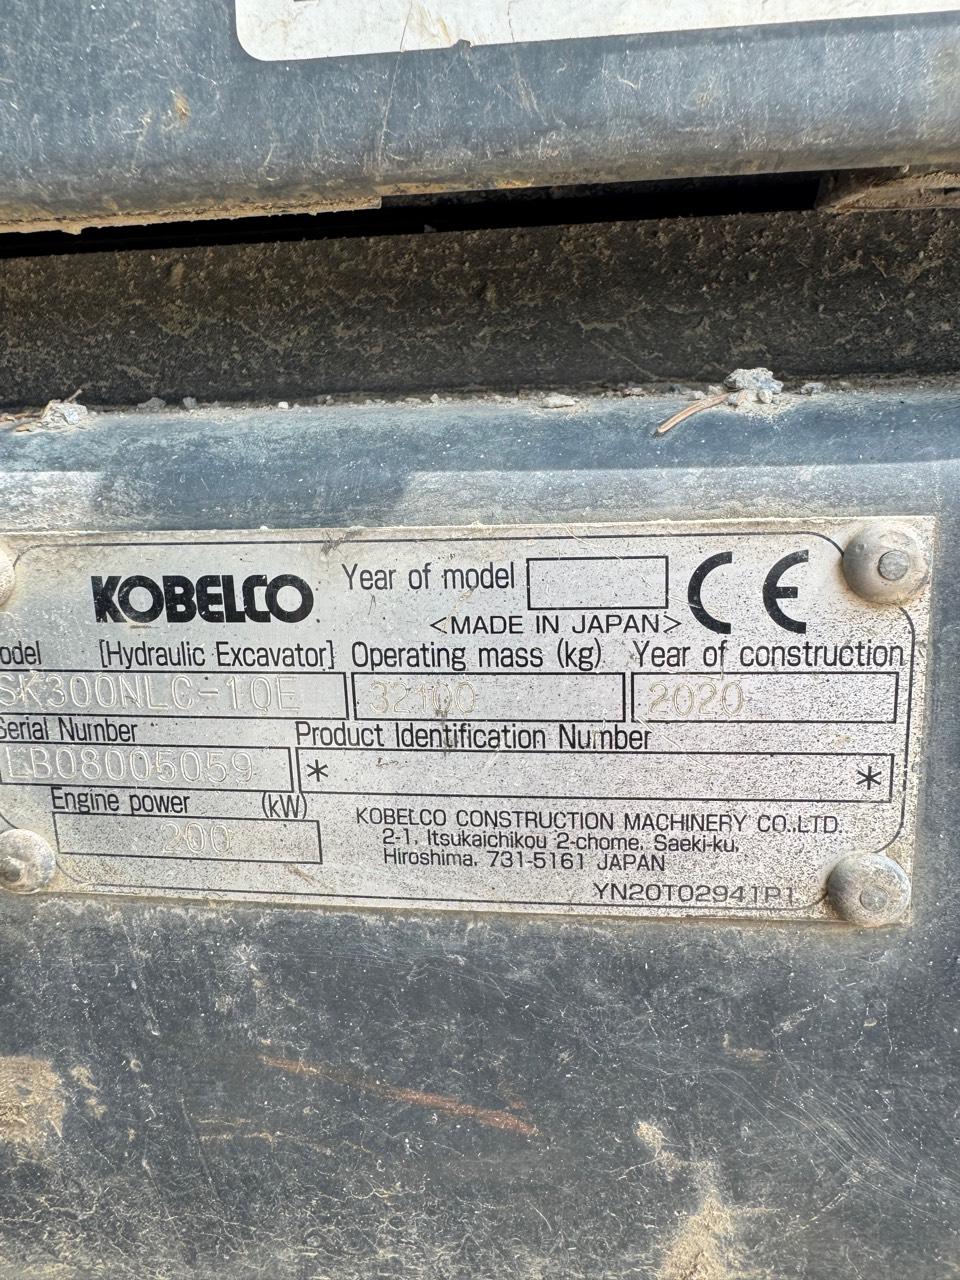 KOBELCO
Year of model
CE
<MADE IN JAPAN>
odel [Hydraulic Excavator] Operating mass (kg) Year of construction
SK300NLC-10E 32100 2020
Serial Number Product Identification Number
LB08005059 * *
Engine power (kW)
200
KOBELCO CONSTRUCTION MACHINERY CO.,LTD.
2-1, Itsukaichikou 2-chome, Saeki-ku,
Hiroshima, 731-5161 JAPAN
YN20T02941P1